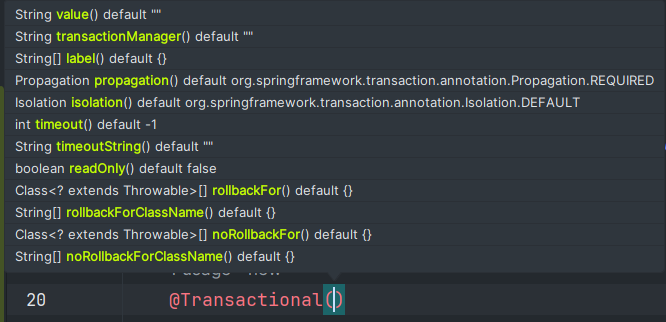 String value() default ""
String transactionManager() default ""
String[] label() default {}
Propagation propagation() default org.springframework.transaction.annotation.Propagation.REQUIRED
Isolation isolation() default org.springframework.transaction.annotation.Isolation.DEFAULT
int timeout() default -1
String timeoutString() default ""
boolean readOnly() default false
Class<? extends Throwable>[] rollbackFor() default {}
String[] rollbackForClassName() default {}
Class<? extends Throwable>[] noRollbackFor() default {}
String[] noRollbackForClassName() default {}
20 @Transactional()